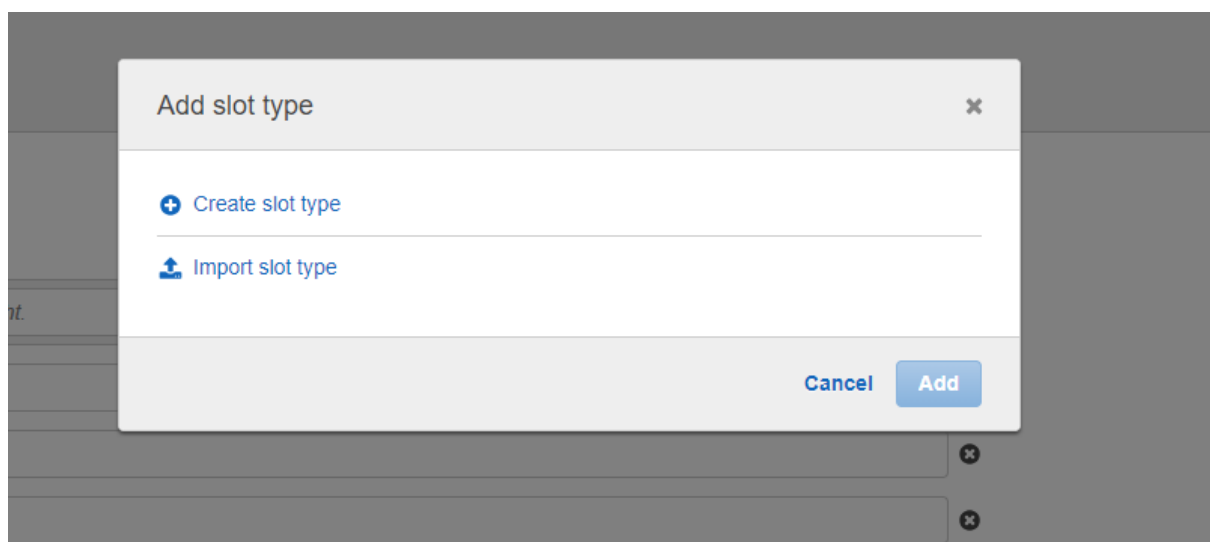 Add slot type
Create slot type
Import slot type
nt.
Cancel Add